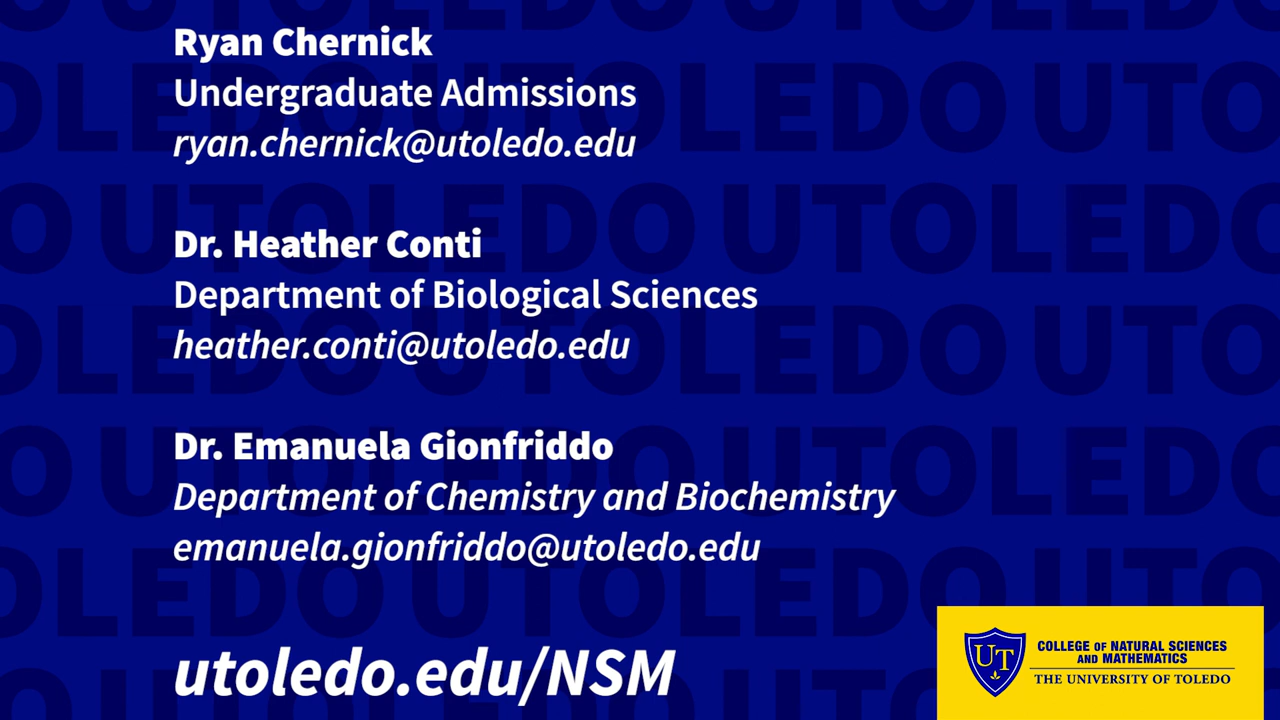 Ryan Chernick
Undergraduate Admissions
ryan.chernick@utoledo.edu
Dr. Heather Conti
Department of Biological Sciences
heather.conti@utoledo.edu
Dr. Emanuela Gionfriddo
Department of Chemistry and Biochemistry
emanuela.gionfriddo@utoledo.edu
utoledo.edu/NSM
UT
COLLEGE OF NATURAL SCIENCES
AND MATHEMATICS
THE UNIVERSITY OF TOLEDO